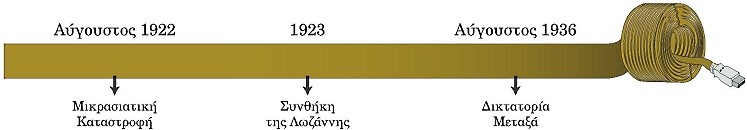 Αύγουστος 1922
1923
Αύγουστος 1936
Μικρασιατική
Καταστροφή
Συνθήκη
της Λωζάννης
Δικτατορία
Μεταξά